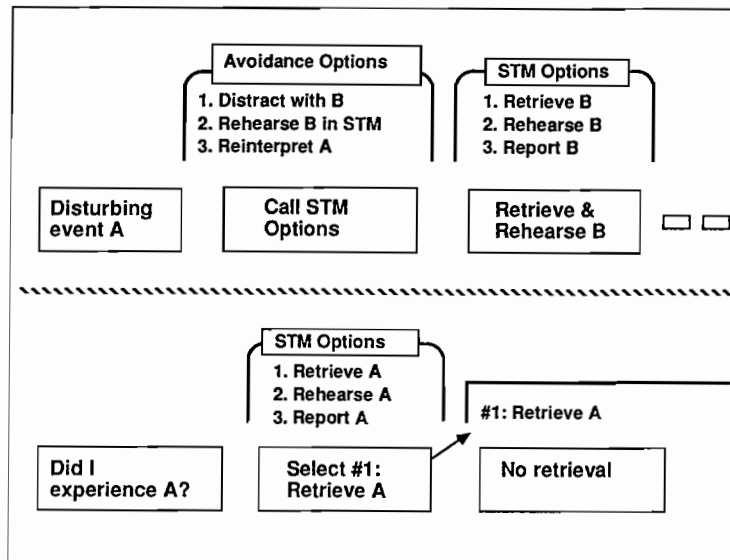 Avoidance Options
1. Distract with B
2. Rehearse B in STM
3. Reinterpret A
STM Options
1. Retrieve B
2. Rehearse B
3. Report B
Disturbing
event A
Call STM
Options
Retrieve &
Rehearse B
STM Options
1. Retrieve A
2. Rehearse A
3. Report A
#1: Retrieve A
Did I
experience A?
Select #1:
Retrieve A
No retrieval